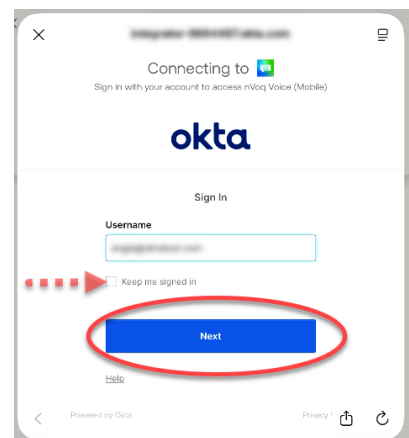 Connecting to
Sign in with your account to access nVoq Voice (Mobile)
okta
Sign In
Username
Keep me signed in
Next
Help
Powered by Okta
Privacy